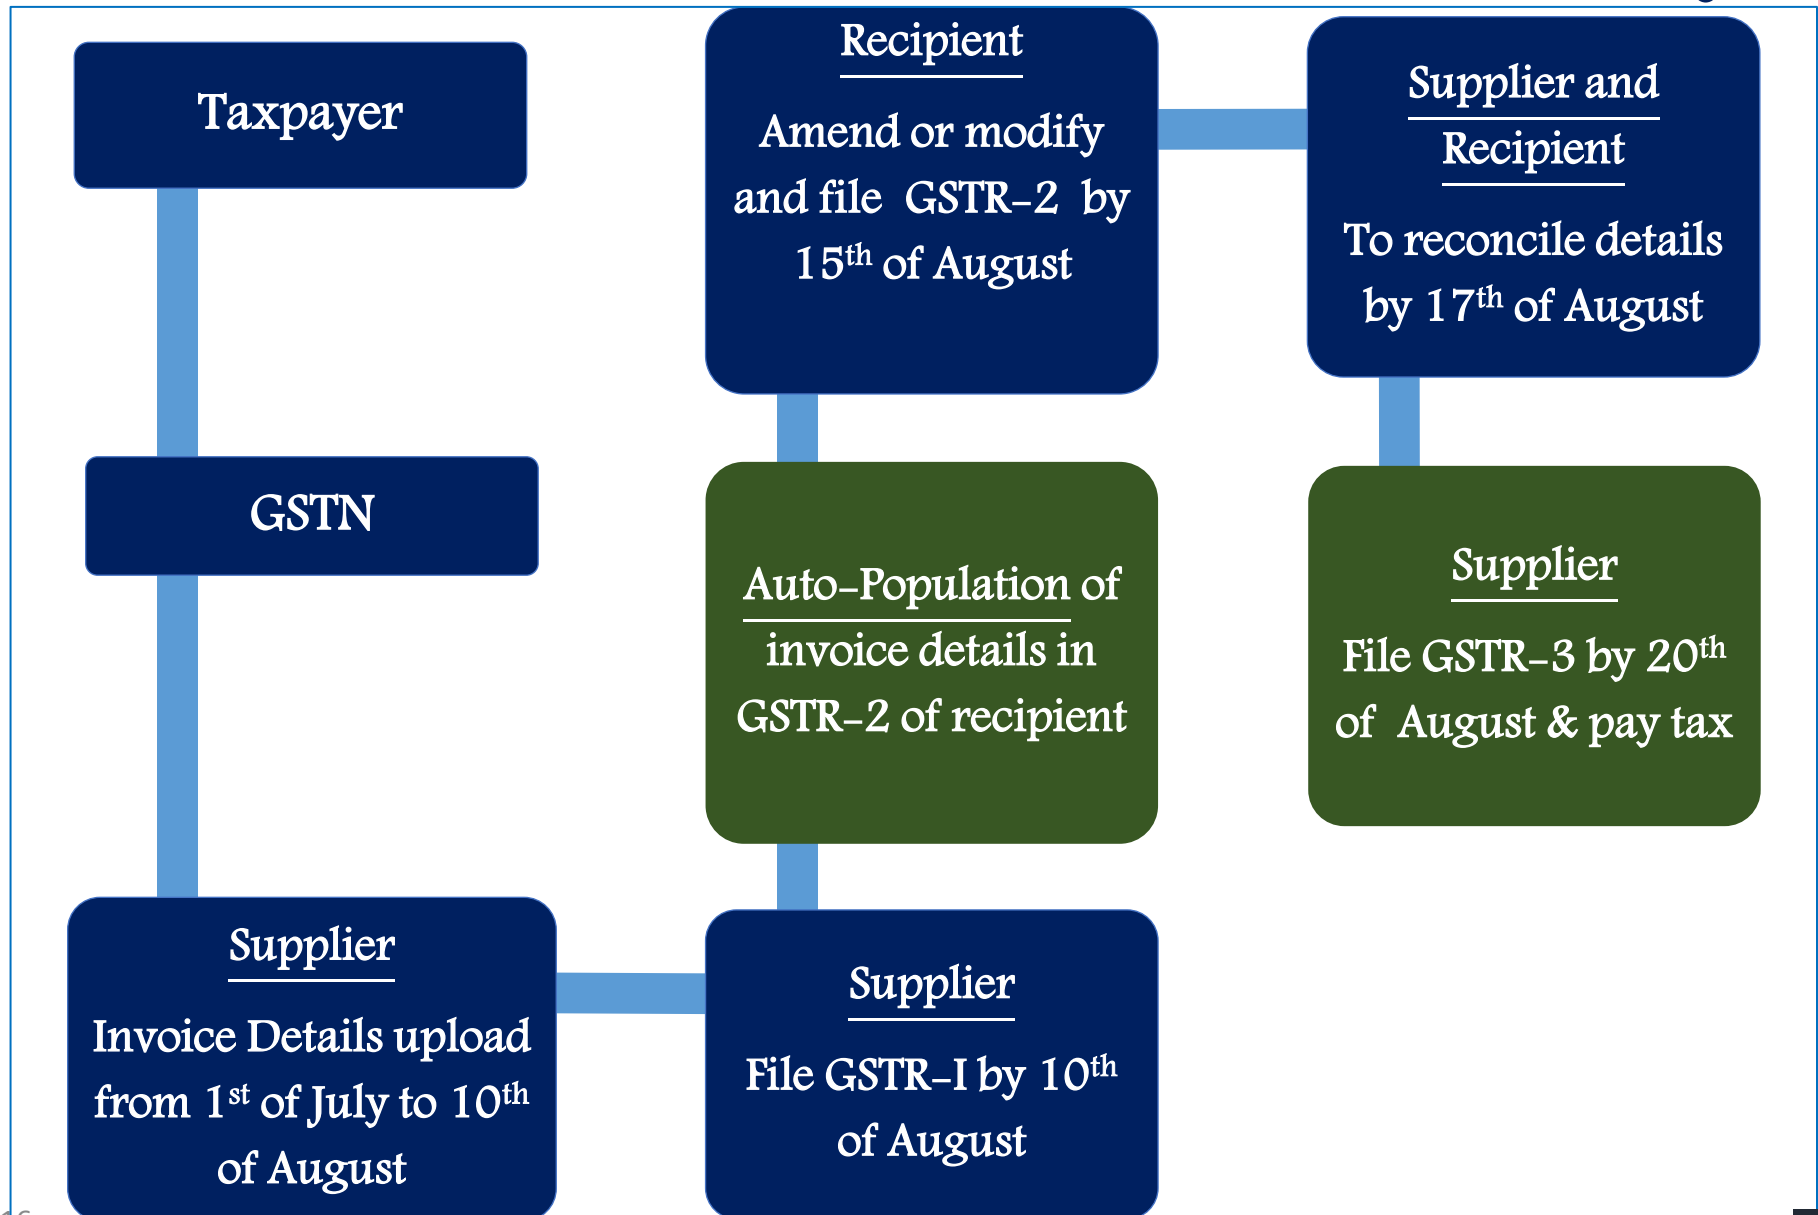 Taxpayer
GSTN
Supplier
Invoice Details upload
from 1st of July to 10th
of August
Supplier
File GSTR-I by 10th
of August
Auto-Population of
invoice details in
GSTR-2 of recipient
Recipient
Amend or modify
and file GSTR-2 by
15th of August
Supplier and
Recipient
To reconcile details
by 17th of August
Supplier
File GSTR-3 by 20th
of August & pay tax